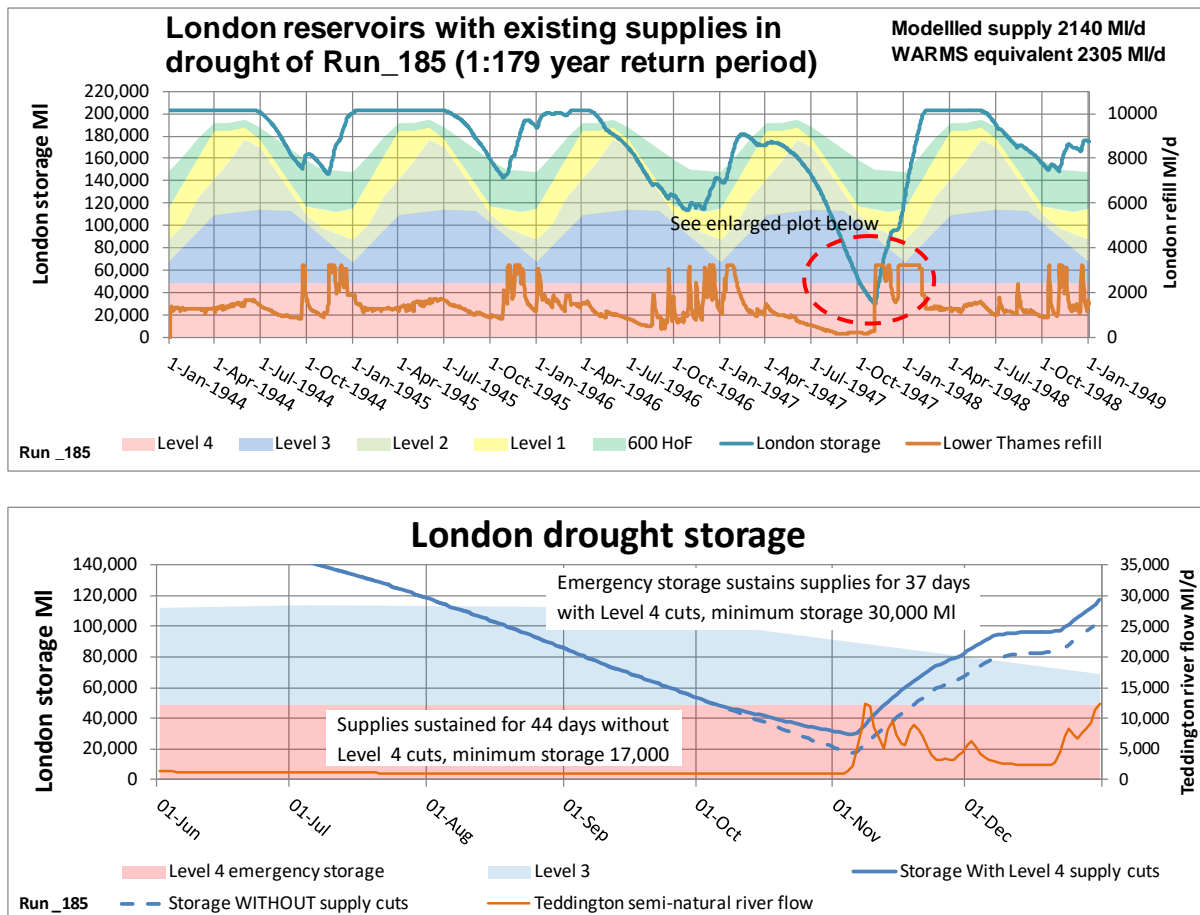 London reservoirs with existing supplies in
drought of Run_185 (1:179 year return period)
Modellled supply 2140 Ml/d
WARMS equivalent 2305 Ml/d
London storage Ml
220,000
200,000
180,000
160,000
140,000
120,000
100,000
80,000
60,000
40,000
20,000
0
London refill Ml/d
10000
8000
6000
4000
2000
0
See enlarged plot below
1-Jan-1944
1-Apr-1944
1-Jul-1944
1-Oct-1944
1-Jan-1945
1-Apr-1945
1-Jul-1945
1-Oct-1945
1-Jan-1946
1-Apr-1946
1-Jul-1946
1-Oct-1946
1-Jan-1947
1-Apr-1947
1-Jul-1947
1-Oct-1947
1-Jan-1948
1-Apr-1948
1-Jul-1948
1-Oct-1948
1-Jan-1949
Run _185
Level 4 Level 3 Level 2 Level 1 600 HoF London storage Lower Thames refill
London drought storage
London storage Ml
140,000
120,000
100,000
80,000
60,000
40,000
20,000
0
Teddington river flow Ml/d
35,000
30,000
25,000
20,000
15,000
10,000
5,000
0
Emergency storage sustains supplies for 37 days
with Level 4 cuts, minimum storage 30,000 Ml
Supplies sustained for 44 days without
Level 4 cuts, minimum storage 17,000
01-Jun
01-Jul
01-Aug
01-Sep
01-Oct
01-Nov
01-Dec
Level 4 emergency storage Level 3 Storage With Level 4 supply cuts
Run _185 Storage WITHOUT supply cuts Teddington semi-natural river flow